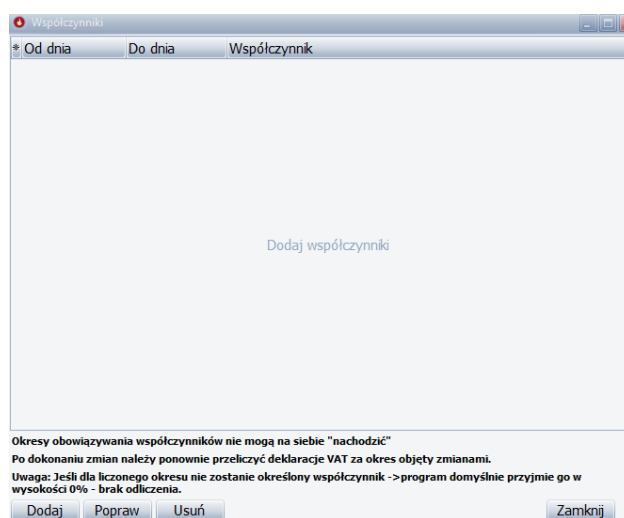 Współczynniki
* Od dnia Do dnia Współczynnik
Dodaj współczynniki
Okresy obowiązywania współczynników nie mogą na siebie "nachodzić"
Po dokonaniu zmian należy ponownie przeliczyć deklaracje VAT za okres objęty zmianami.
Uwaga: Jeśli dla liczonego okresu nie zostanie określony współczynnik ->program domyślnie przyjmie go w
wysokości 0% - brak odliczenia.
Dodaj Popraw Usuń Zamknij